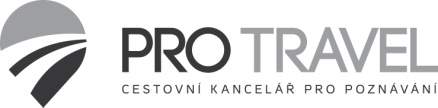 PRO TRAVEL
CESTOVNÍ KANCELÁŘ PRO POZNÁVÁNÍ